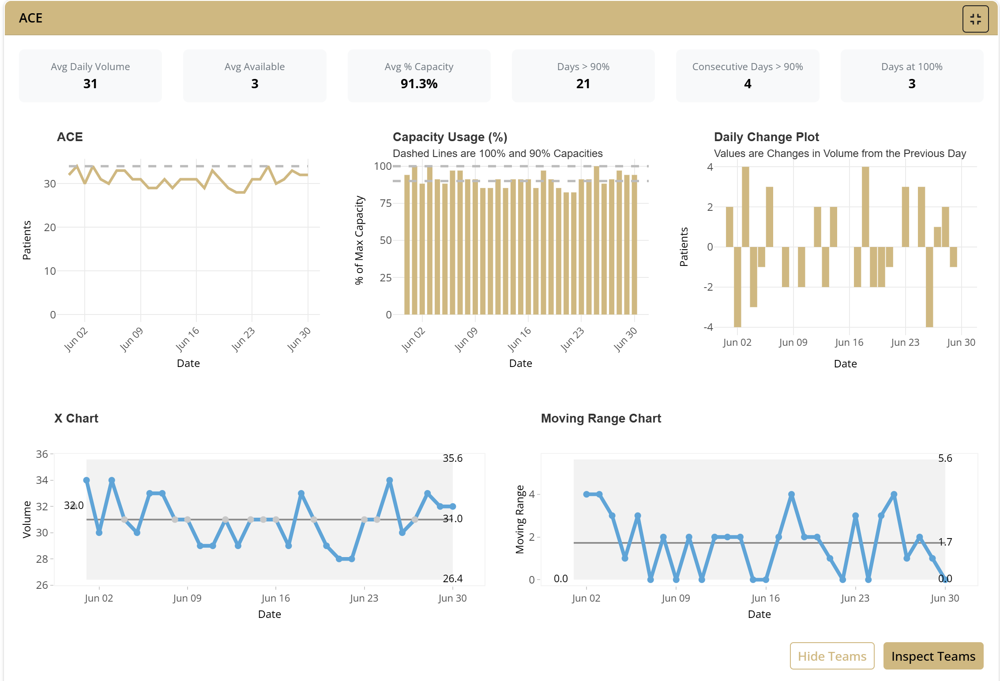 ACE
Avg Daily Volume
31
Avg Available
3
Avg % Capacity
91.3%
Days > 90%
21
Consecutive Days > 90%
4
Days at 100%
3
ACE
Patients
30
20
10
0
Jun 02
Jun 09
Jun 16
Jun 23
Jun 30
Date
Capacity Usage (%)
Dashed Lines are 100% and 90% Capacities
% of Max Capacity
100
75
50
25
0
Jun 02
Jun 09
Jun 16
Jun 23
Jun 30
Date
Daily Change Plot
Values are Changes in Volume from the Previous Day
Patients
4
2
0
-2
-4
Jun 02
Jun 09
Jun 16
Jun 23
Jun 30
Date
X Chart
Volume
36
34
32
30
28
26
32.0
35.6
31.0
26.4
Jun 02
Jun 09
Jun 16
Jun 23
Jun 30
Date
Moving Range Chart
Moving Range
4
2
0
0.0
5.6
1.7
0.0
Jun 02
Jun 09
Jun 16
Jun 23
Jun 30
Date
Hide Teams
Inspect Teams